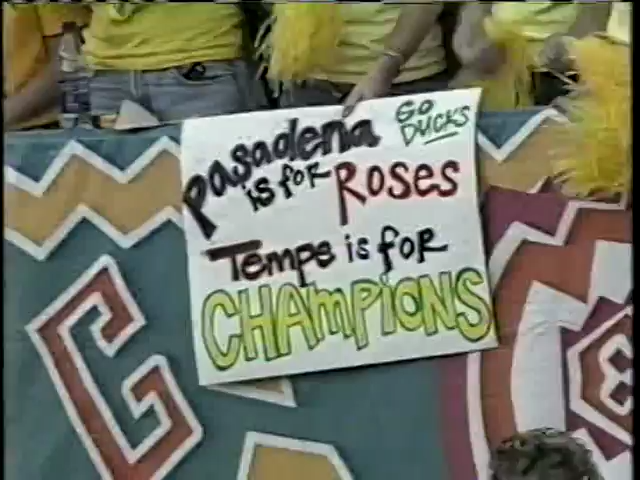 Pasadena
is for ROSES
GO
DUCKS
Tempe is for
CHAMPiONS